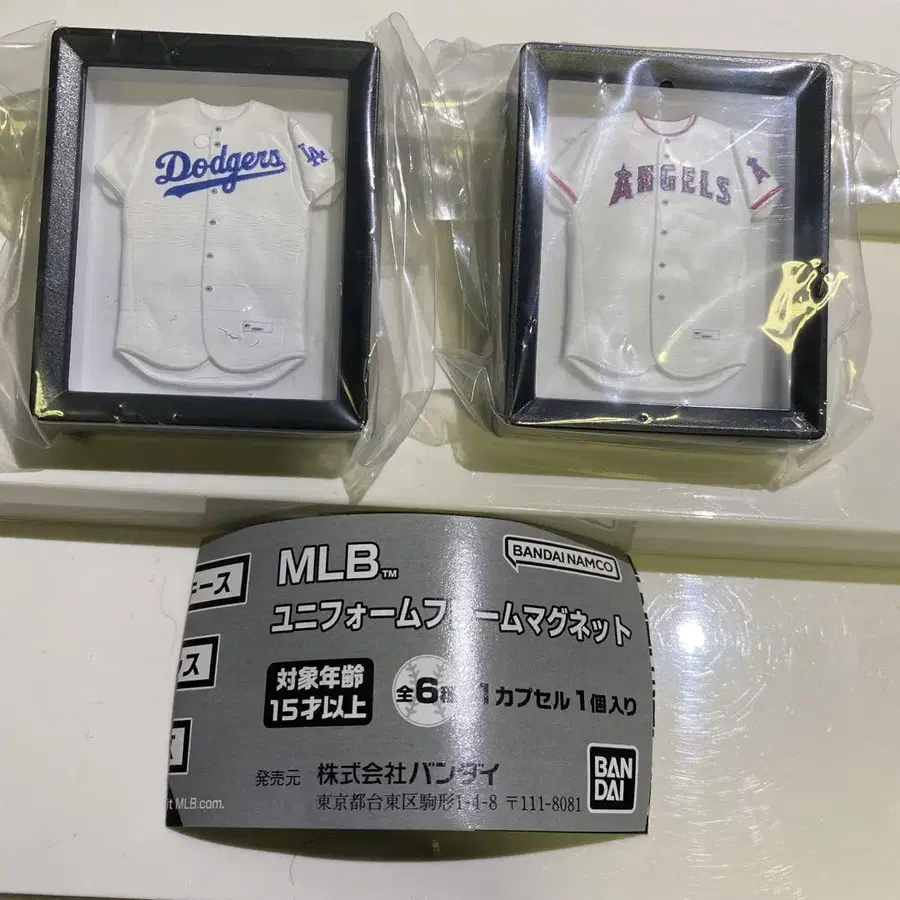 Dodgers
LA
ANGELS
A
MLB™
BANDAI NAMCO
ユニフォームフレームマグネット
対象年齢
15才以上
全6種
カプセル1個入り
発売元 株式会社バンダイ
東京都台東区駒形1-4-8 〒111-8081
BAN
DAI
ース
ス
MLB.com.